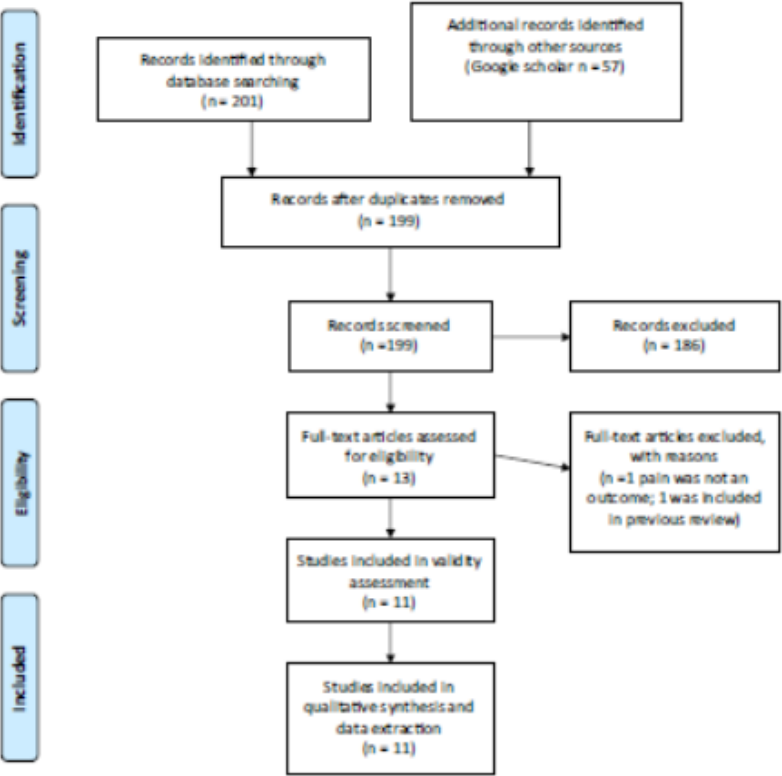 Identification
Records identified through
database searching
(n = 201)
Additional records identified
through other sources
(Google scholar n = 57)
Records after duplicates removed
(n = 199)
Screening
Records screened
(n =199)
Records excluded
(n = 186)
Eligibility
Full-text articles assessed
for eligibility
(n = 13)
Full-text articles excluded,
with reasons
(n =1 pain was not an
outcome; 1 was included
in previous review)
Studies included in validity
assessment
(n = 11)
Included
Studies included in
qualitative synthesis and
data extraction
(n = 11)